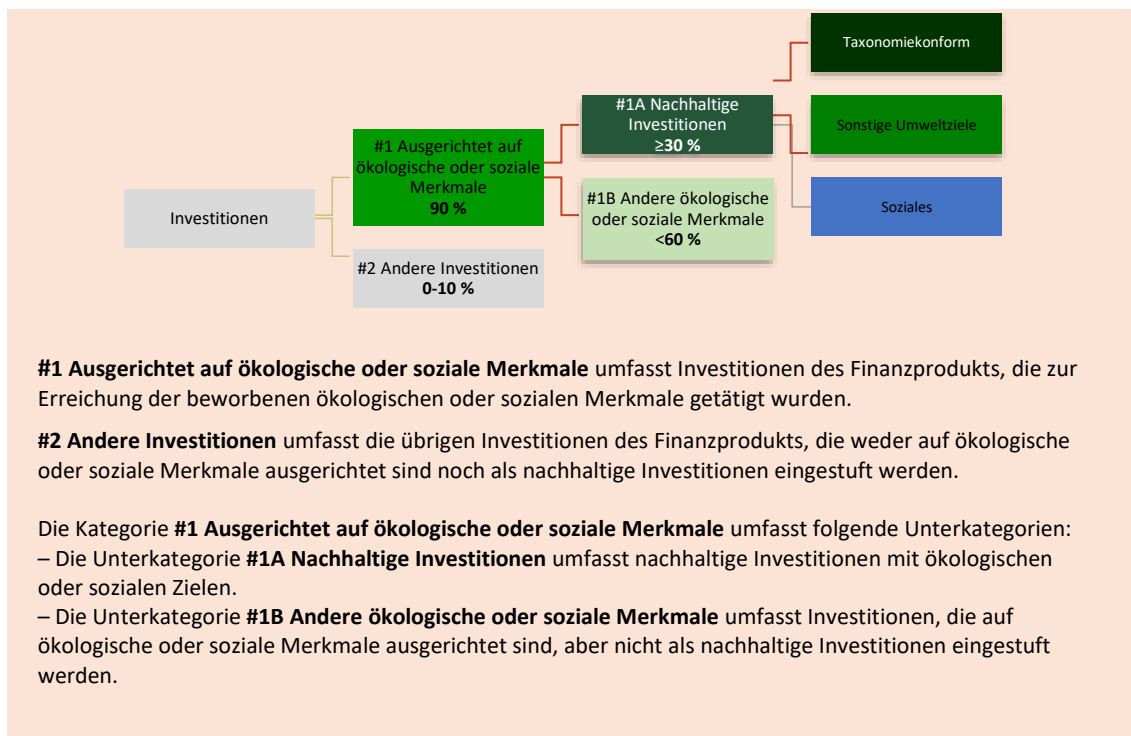 Taxonomiekonform
#1A Nachhaltige
Investitionen
≥30 %
Sonstige Umweltziele
#1 Ausgerichtet auf
ökologische oder soziale
Merkmale
90 %
#1B Andere ökologische
oder soziale Merkmale
<60 %
Soziales
Investitionen
#2 Andere Investitionen
0-10 %
#1 Ausgerichtet auf ökologische oder soziale Merkmale umfasst Investitionen des Finanzprodukts, die zur
Erreichung der beworbenen ökologischen oder sozialen Merkmale getätigt wurden.
#2 Andere Investitionen umfasst die übrigen Investitionen des Finanzprodukts, die weder auf ökologische
oder soziale Merkmale ausgerichtet sind noch als nachhaltige Investitionen eingestuft werden.
Die Kategorie #1 Ausgerichtet auf ökologische oder soziale Merkmale umfasst folgende Unterkategorien:
– Die Unterkategorie #1A Nachhaltige Investitionen umfasst nachhaltige Investitionen mit ökologischen
oder sozialen Zielen.
– Die Unterkategorie #1B Andere ökologische oder soziale Merkmale umfasst Investitionen, die auf
ökologische oder soziale Merkmale ausgerichtet sind, aber nicht als nachhaltige Investitionen eingestuft
werden.